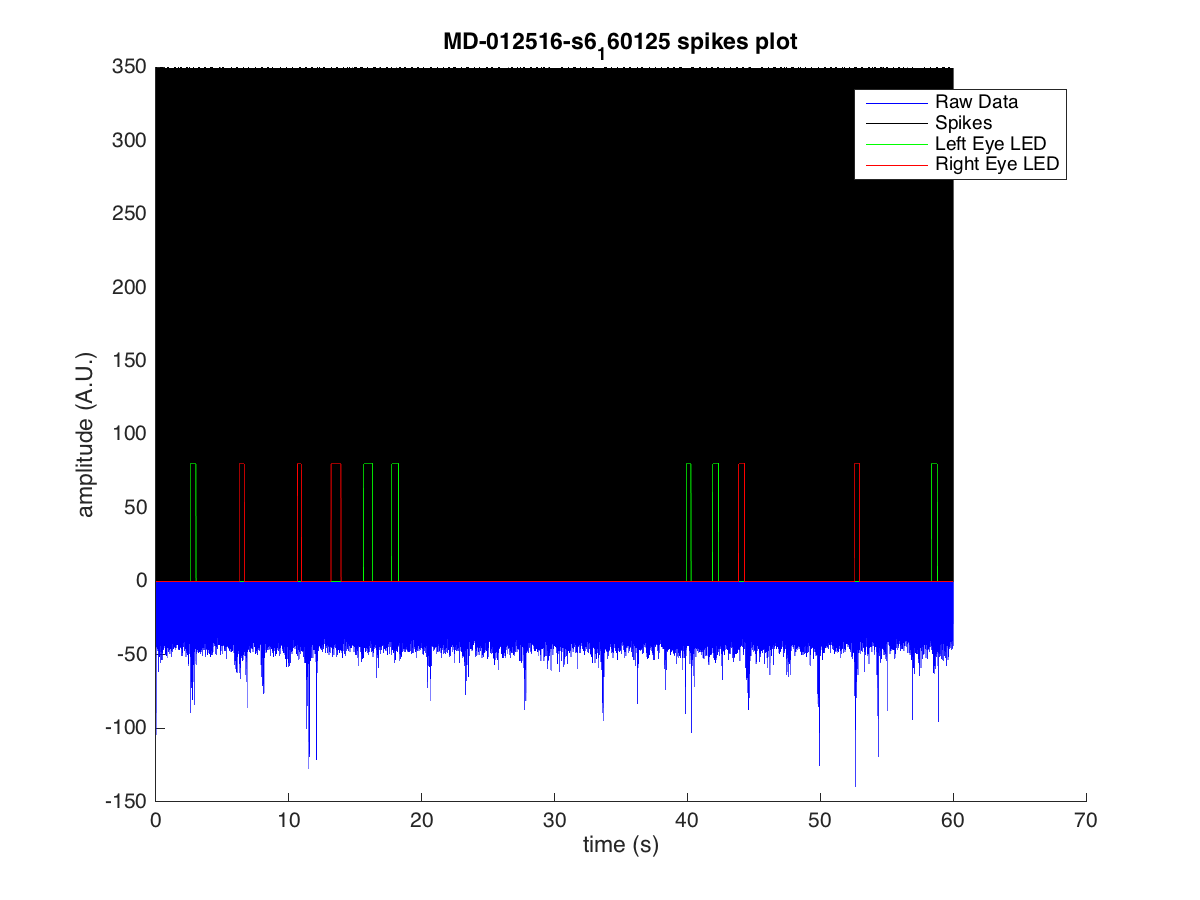 MD-012516-s6₁60125 spikes plot
350
300
250
200
150
100
50
0
-50
-100
-150
amplitude (A.U.)
Raw Data
Spikes
Left Eye LED
Right Eye LED
0 10 20 30 40 50 60 70
time (s)